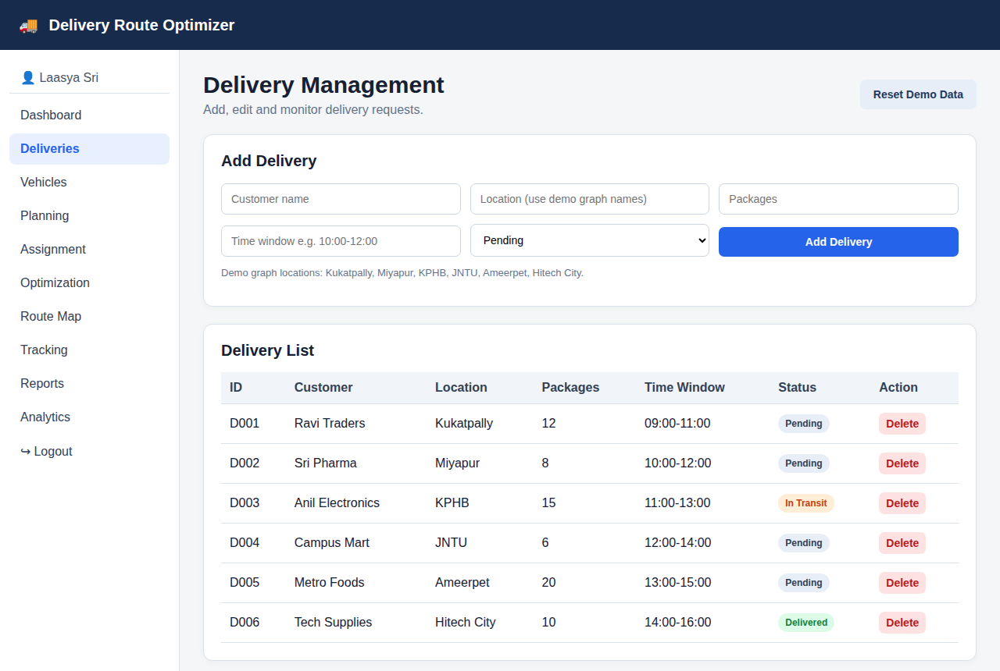 🚚 Delivery Route Optimizer
👤 Laasya Sri
Dashboard
Deliveries
Vehicles
Planning
Assignment
Optimization
Route Map
Tracking
Reports
Analytics
↪ Logout
Delivery Management
Add, edit and monitor delivery requests.
Reset Demo Data
Add Delivery
Customer name Location (use demo graph names) Packages
Time window e.g. 10:00-12:00 Pending Add Delivery
Demo graph locations: Kukatpally, Miyapur, KPHB, JNTU, Ameerpet, Hitech City.
Delivery List
ID Customer Location Packages Time Window Status Action
D001 Ravi Traders Kukatpally 12 09:00-11:00 Pending Delete
D002 Sri Pharma Miyapur 8 10:00-12:00 Pending Delete
D003 Anil Electronics KPHB 15 11:00-13:00 In Transit Delete
D004 Campus Mart JNTU 6 12:00-14:00 Pending Delete
D005 Metro Foods Ameerpet 20 13:00-15:00 Pending Delete
D006 Tech Supplies Hitech City 10 14:00-16:00 Delivered Delete